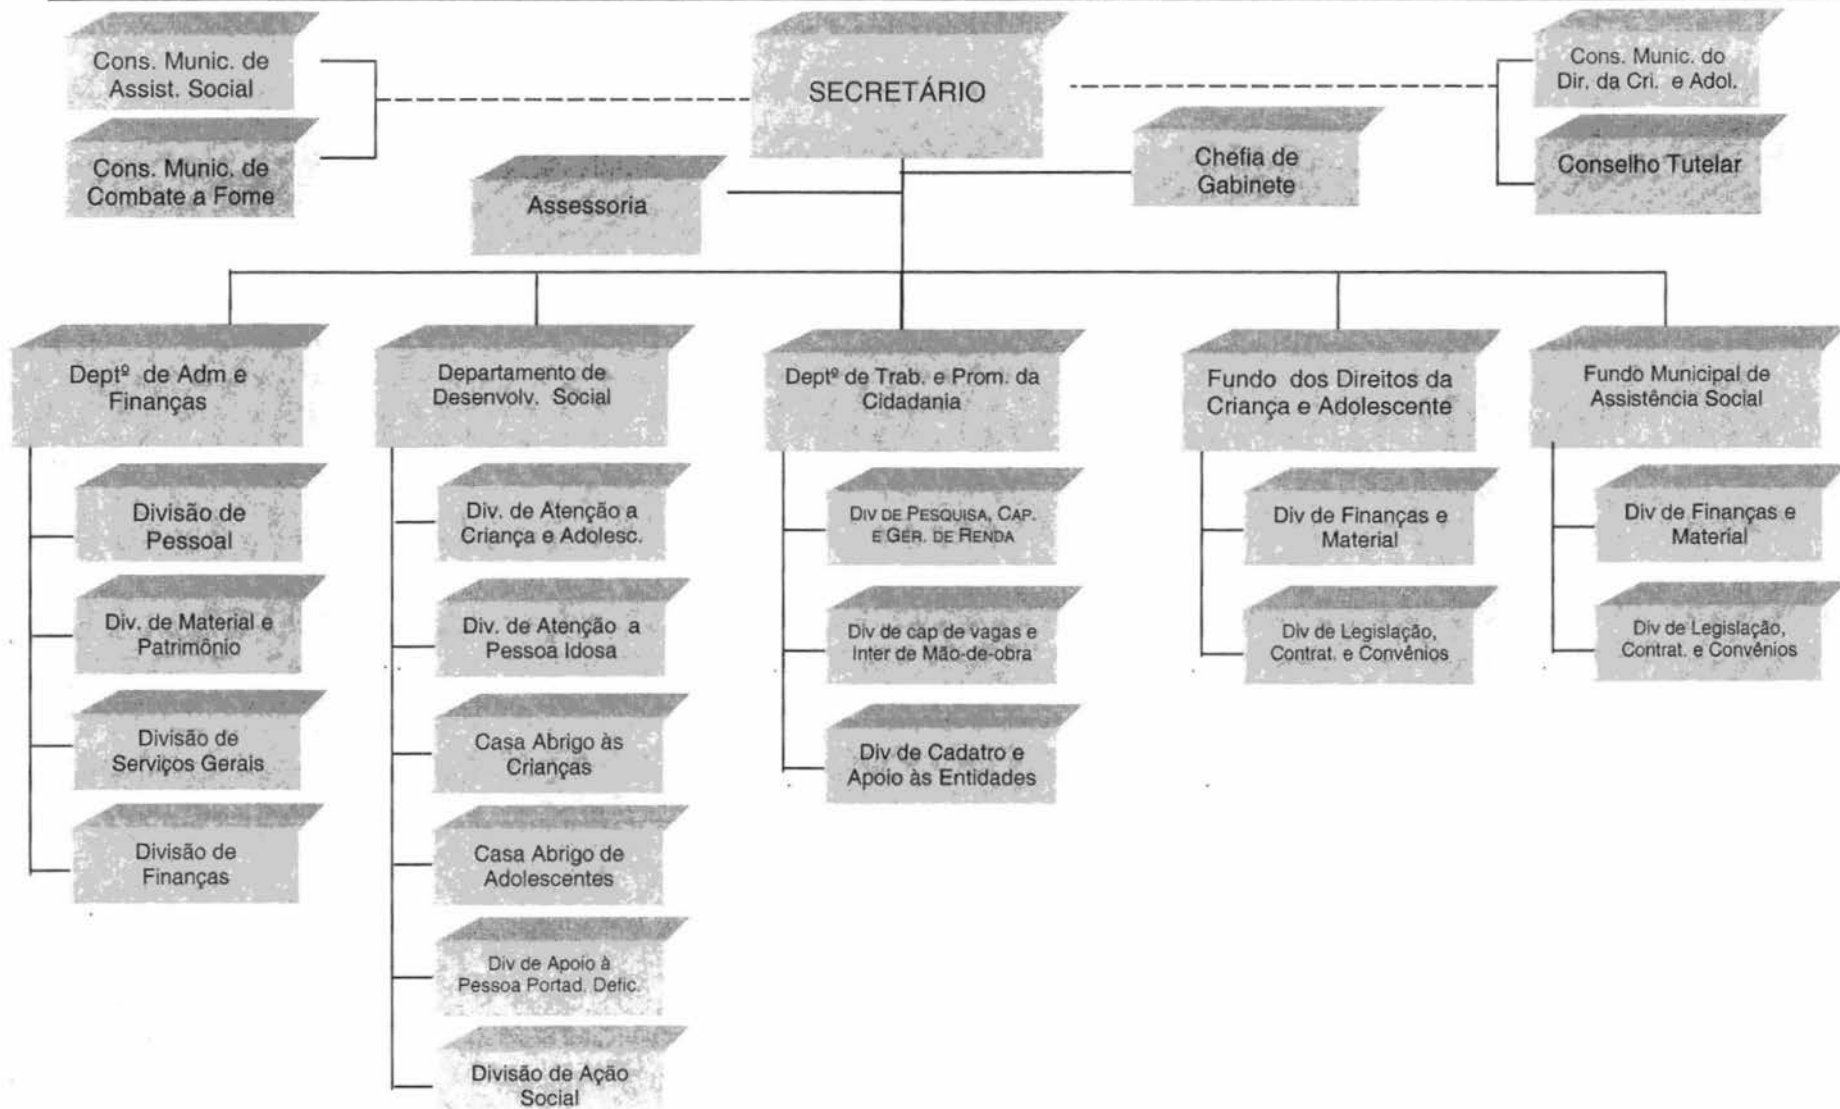 Cons. Munic. de
Assist. Social
SECRETÁRIO
Cons. Munic. do
Dir. da Cri. e Adol.
Cons. Munic. de
Combate a Fome
Assessoria
Chefia de
Gabinete
Conselho Tutelar
Deptº de Adm e
Finanças
Departamento de
Desenvolv. Social
Deptº de Trab. e Prom. da
Cidadania
Fundo dos Direitos da
Criança e Adolescente
Fundo Municipal de
Assistência Social
Divisão de
Pessoal
Div. de Material e
Patrimônio
Divisão de
Serviços Gerais
Divisão de
Finanças
Div. de Atenção a
Criança e Adolesc.
Div. de Atenção a
Pessoa Idosa
Casa Abrigo às
Crianças
Casa Abrigo de
Adolescentes
Div de Apoio à
Pessoa Portad. Defic.
Divisão de Ação
Social
DIV DE PESQUISA, CAP.
E GER. DE RENDA
Div de cap de vagas e
Inter de Mão-de-obra
Div de Cadatro e
Apoio às Entidades
Div de Finanças e
Material
Div de Legislação,
Contrat. e Convênios
Div de Finanças e
Material
Div de Legislação,
Contrat. e Convênios